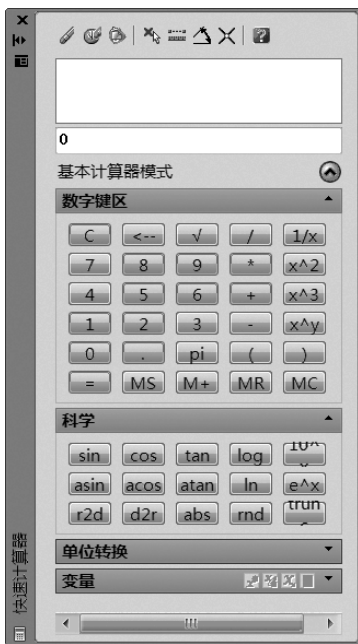 0
基本计算器模式
数字键区
C <-- √ / 1/x
7 8 9 * x^2
4 5 6 + x^3
1 2 3 - x^y
0 . pi ( )
= MS M+ MR MC
科学
sin cos tan log 10^x
asin acos atan ln e^x
r2d d2r abs rnd trunc
单位转换
变量
快速计算器